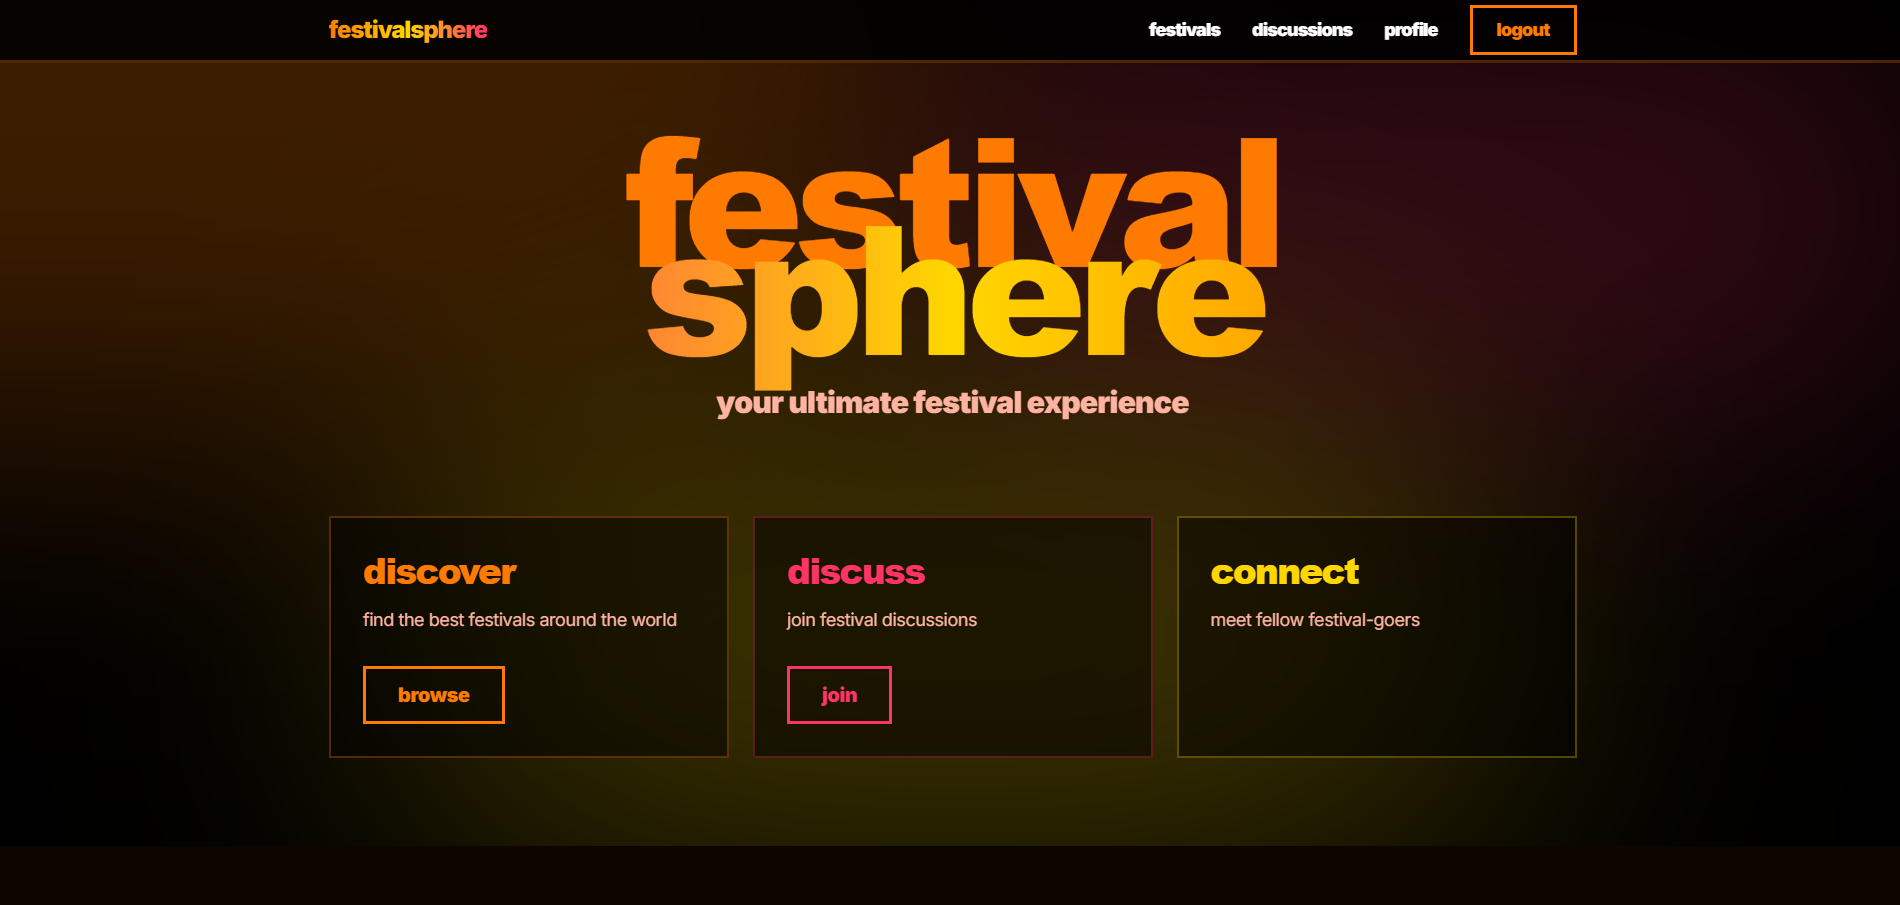 festivalsphere
festivals discussions profile logout
festival
sphere
your ultimate festival experience
discover
find the best festivals around the world
browse
discuss
join festival discussions
join
connect
meet fellow festival-goers